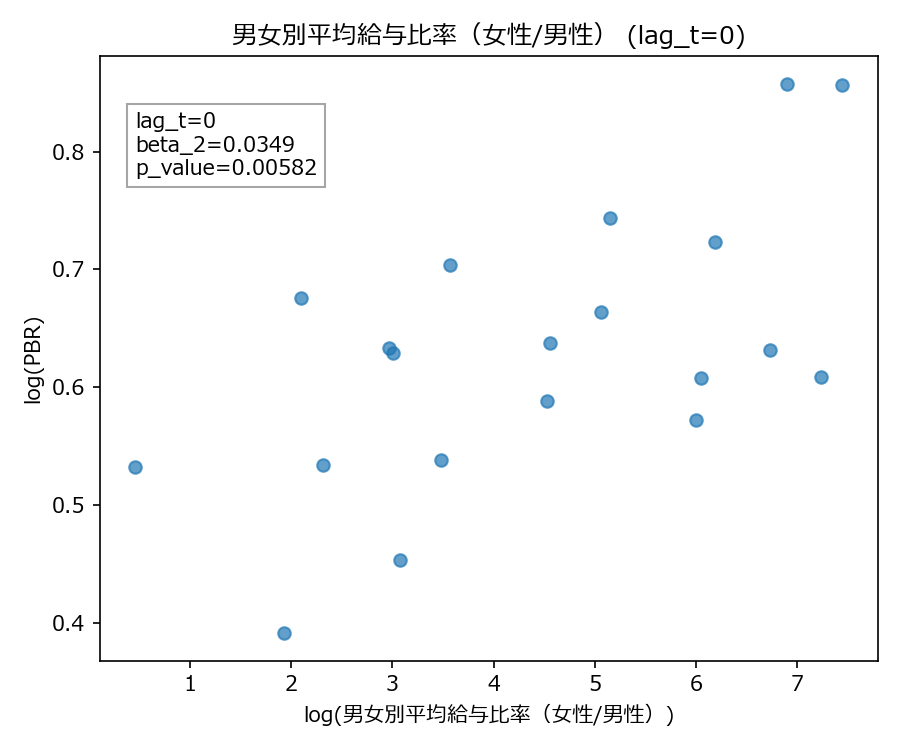 男女別平均給与比率（女性/男性） (lag_t=0)
lag_t=0
beta_2=0.0349
p_value=0.00582
log(PBR)
0.8
0.7
0.6
0.5
0.4
1 2 3 4 5 6 7
log(男女別平均給与比率（女性/男性）)